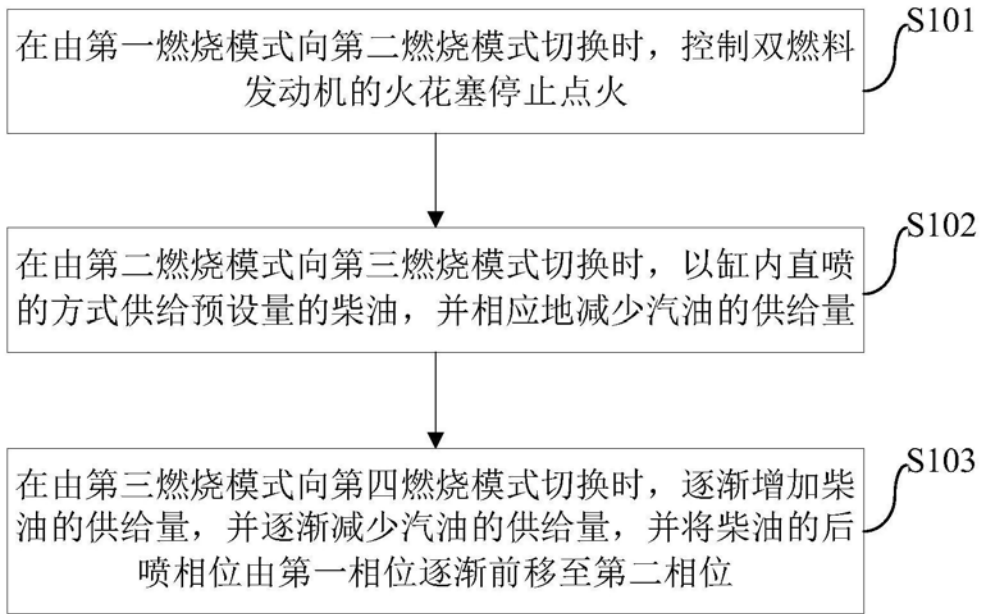 在由第一燃烧模式向第二燃烧模式切换时，控制双燃料
发动机的火花塞停止点火
S101
在由第二燃烧模式向第三燃烧模式切换时，以缸内直喷
的方式供给预设量的柴油，并相应地减少汽油的供给量
S102
在由第三燃烧模式向第四燃烧模式切换时，逐渐增加柴
油的供给量，并逐渐减少汽油的供给量，并将柴油的后
喷相位由第一相位逐渐前移至第二相位
S103